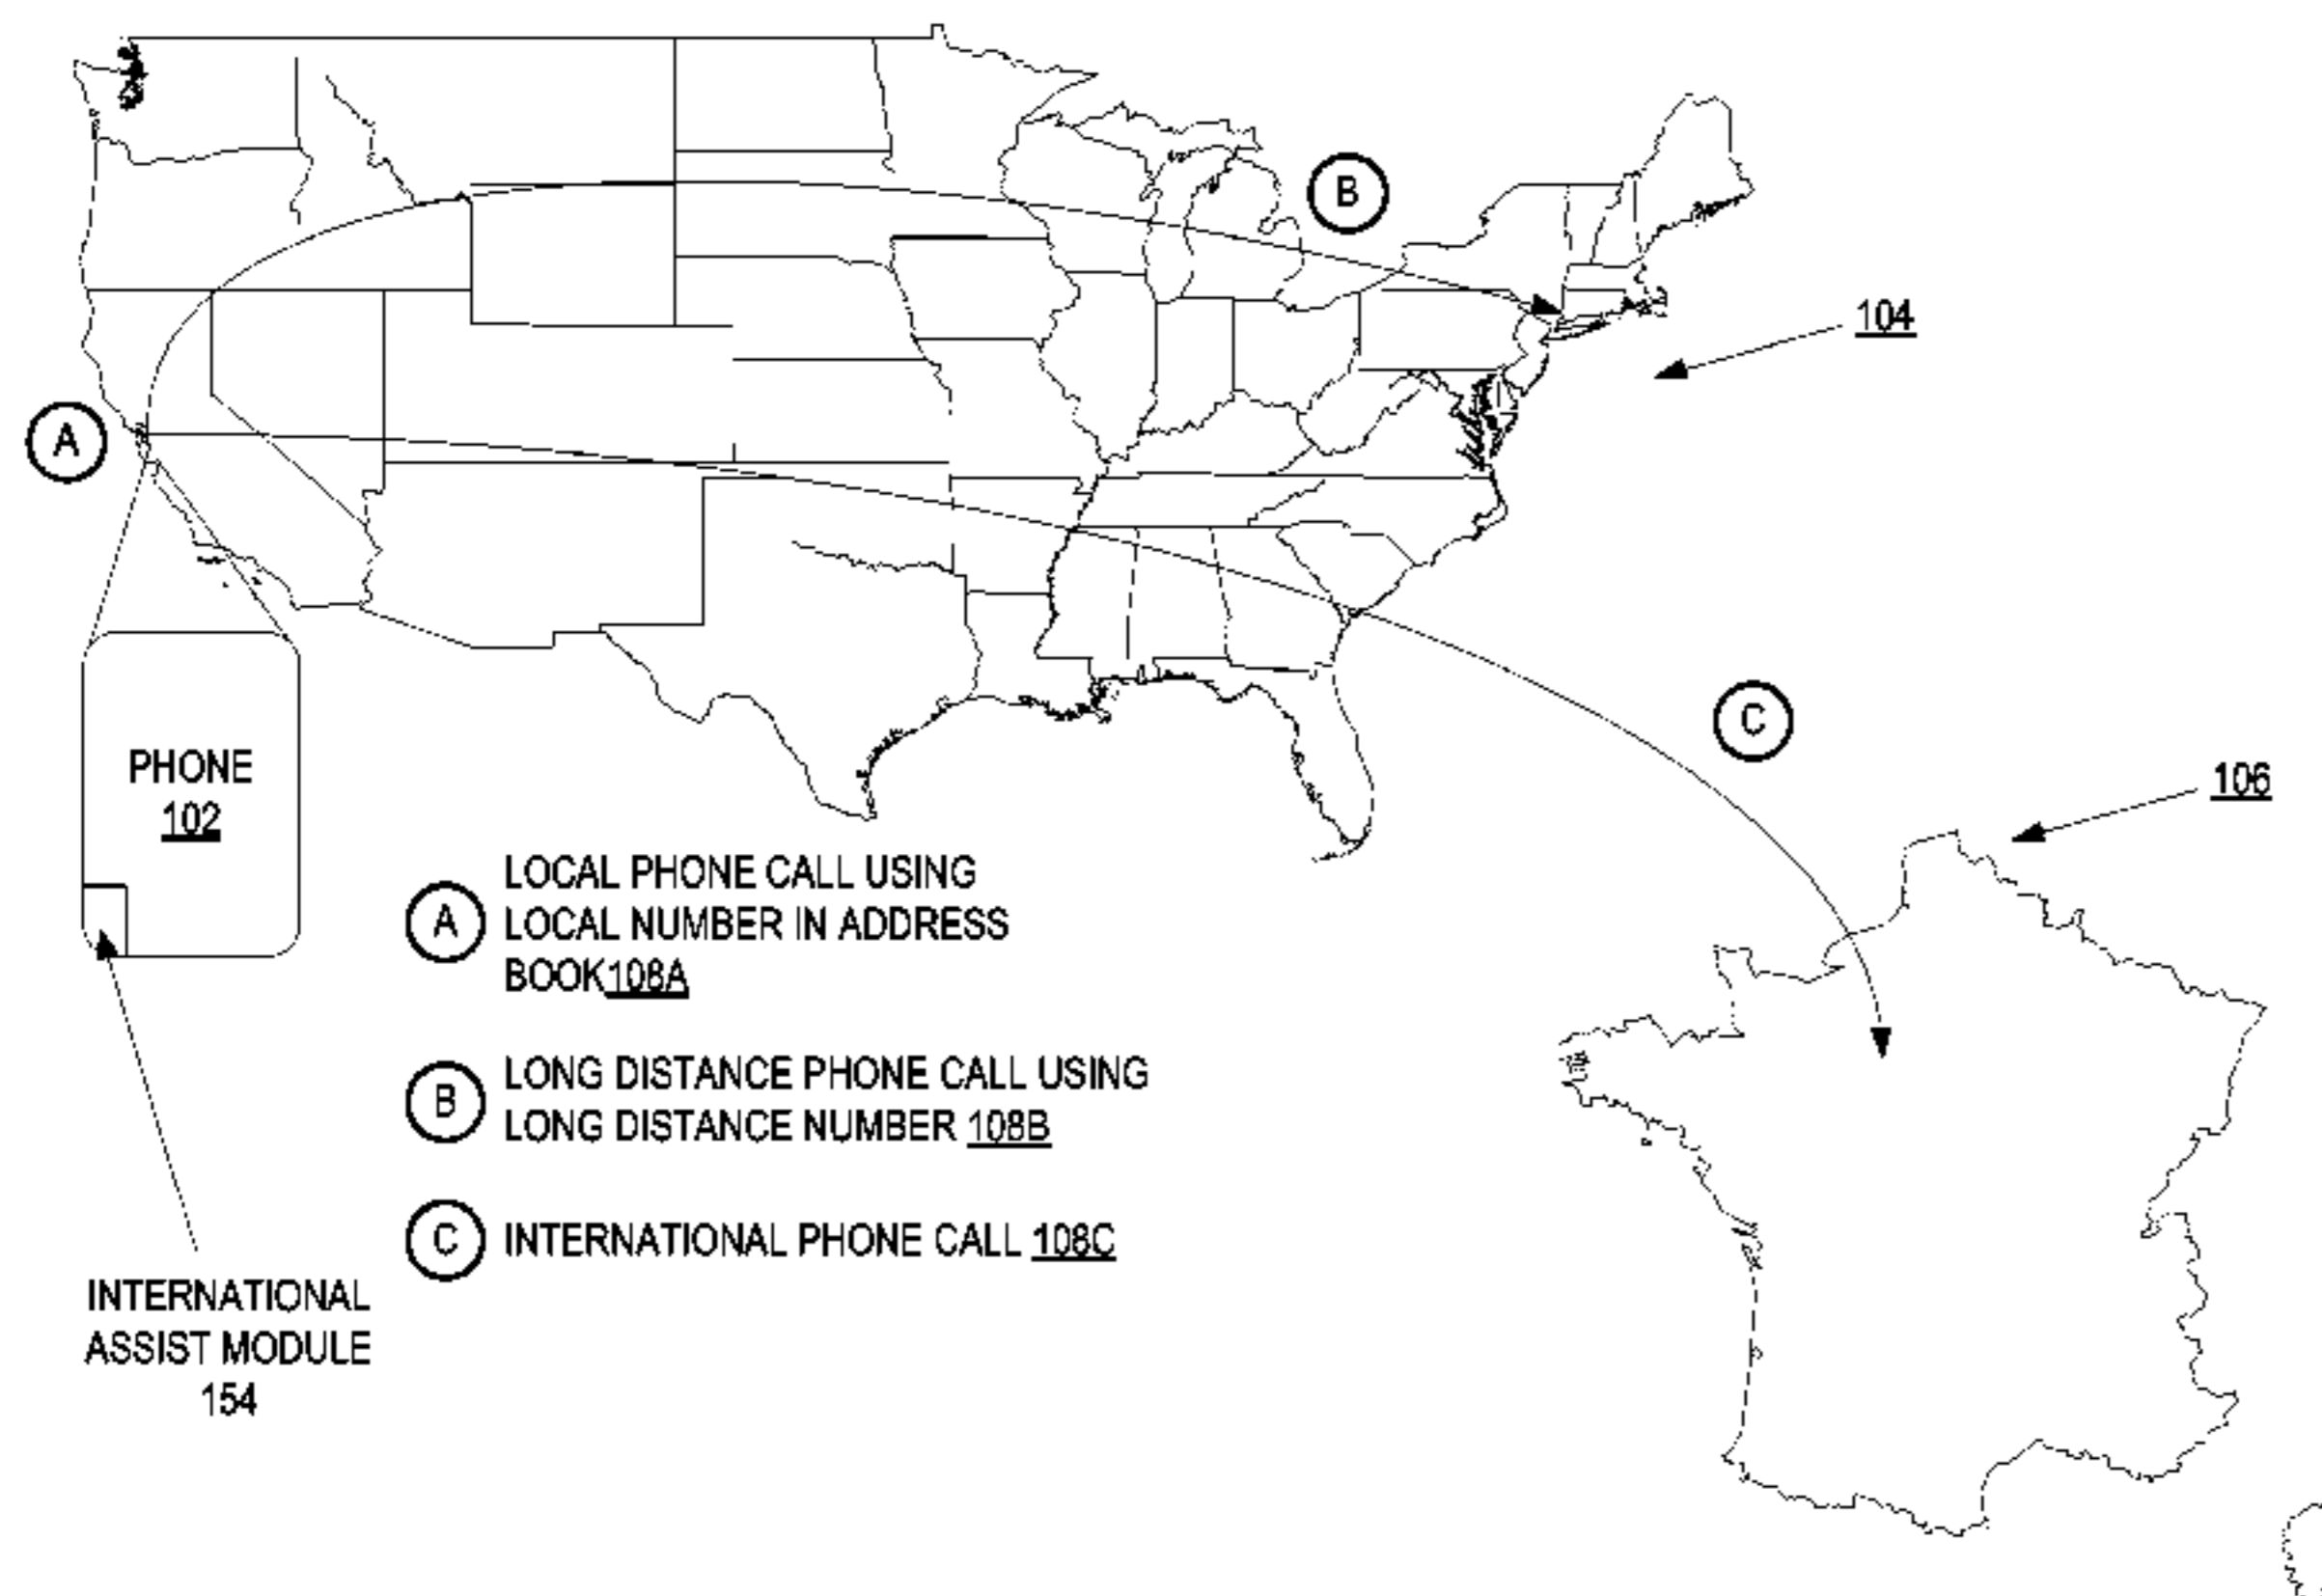 B
104
A
C
106
PHONE
102
A LOCAL PHONE CALL USING
LOCAL NUMBER IN ADDRESS
BOOK108A
B LONG DISTANCE PHONE CALL USING
LONG DISTANCE NUMBER 108B
C INTERNATIONAL PHONE CALL 108C
INTERNATIONAL
ASSIST MODULE
154